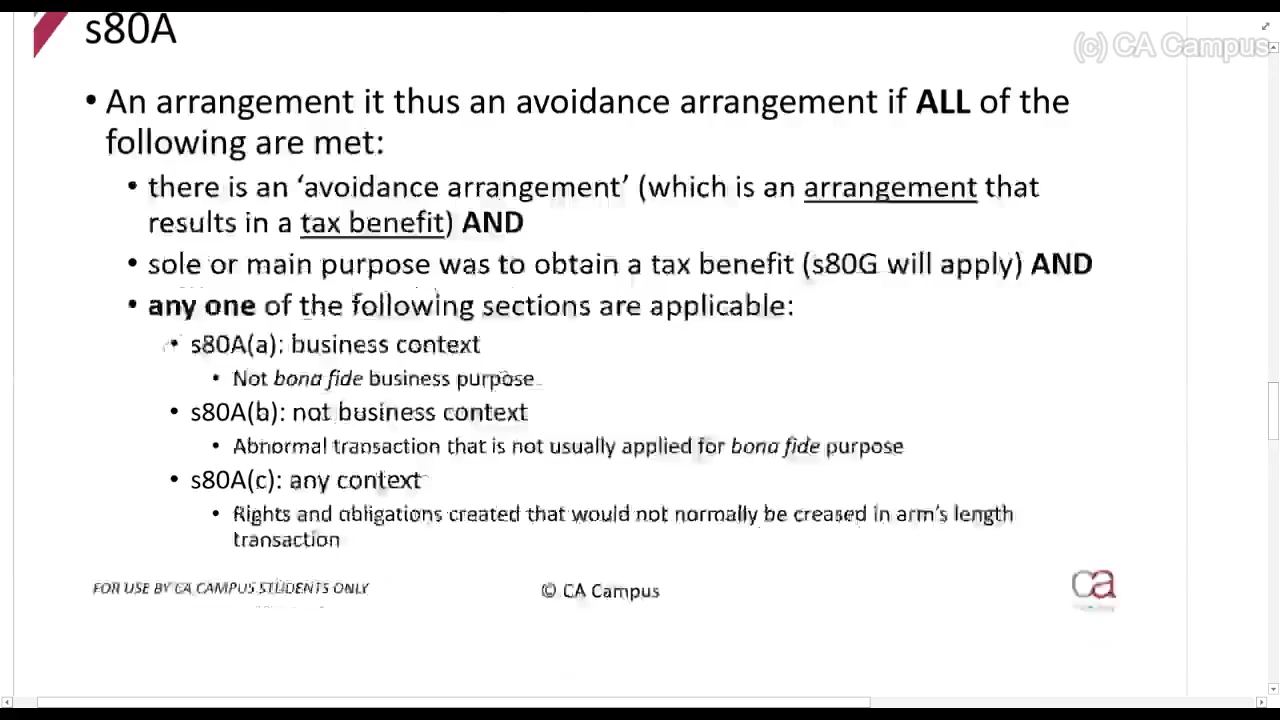 s80A
(c) CA Campus
• An arrangement it thus an avoidance arrangement if ALL of the
following are met:
• there is an ‘avoidance arrangement’ (which is an arrangement that
results in a tax benefit) AND
• sole or main purpose was to obtain a tax benefit (s80G will apply) AND
• any one of the following sections are applicable:
• s80A(a): business context
• Not bona fide business purpose
• s80A(b): not business context
• Abnormal transaction that is not usually applied for bona fide purpose
• s80A(c): any context
• Rights and obligations created that would not normally be creased in arm’s length
transaction
FOR USE BY CA CAMPUS STUDENTS ONLY
© CA Campus
ca